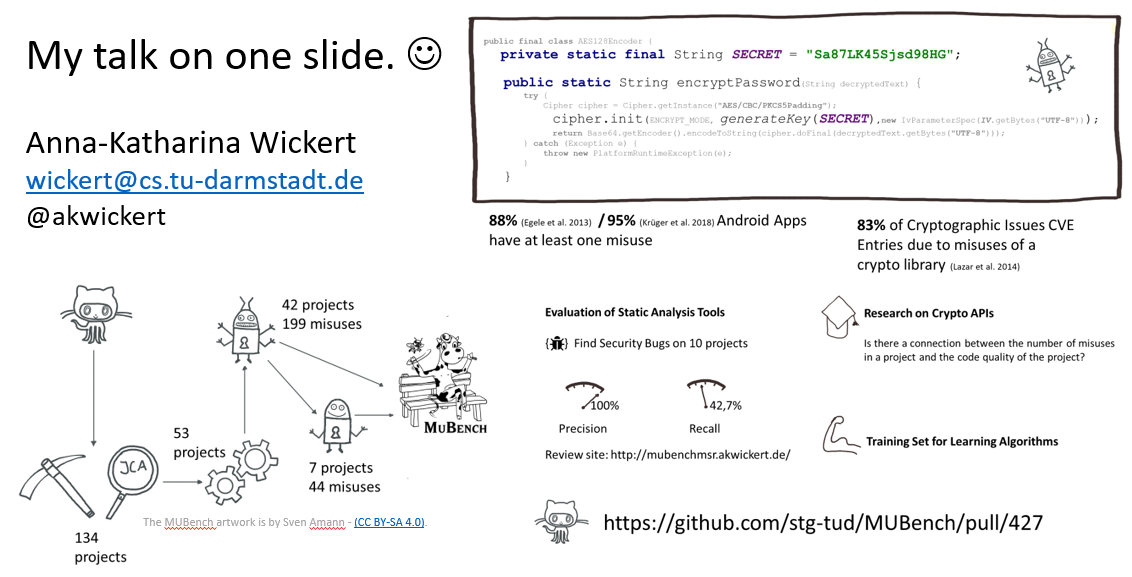 My talk on one slide. ☺
Anna-Katharina Wickert
wickert@cs.tu-darmstadt.de
@akwickert
public final class AES128Encoder {
private static final String SECRET = "Sa87LK45Sjsd98HG";
public static String encryptPassword(String decryptedText) {
try {
Cipher cipher = Cipher.getInstance("AES/CBC/PKCS5Padding");
cipher.init(ENCRYPT_MODE, generateKey(SECRET),new IvParameterSpec(IV.getBytes("UTF-8")));
return Base64.getEncoder().encodeToString(cipher.doFinal(decryptedText.getBytes("UTF-8")));
} catch (Exception e) {
throw new PlatformRuntimeException(e);
}
}
88% (Egele et al. 2013) / 95% (Krüger et al. 2018) Android Apps
have at least one misuse
83% of Cryptographic Issues CVE
Entries due to misuses of a
crypto library (Lazar et al. 2014)
42 projects
199 misuses
MUBENCH
53
projects
JCA
7 projects
44 misuses
134
projects
The MUBench artwork is by Sven Amann - (CC BY-SA 4.0).
Evaluation of Static Analysis Tools
Find Security Bugs on 10 projects
100%
42,7%
Precision
Recall
Review site: http://mubenchmsr.akwickert.de/
Research on Crypto APIs
Is there a connection between the number of misuses
in a project and the code quality of the project?
Training Set for Learning Algorithms
https://github.com/stg-tud/MUBench/pull/427